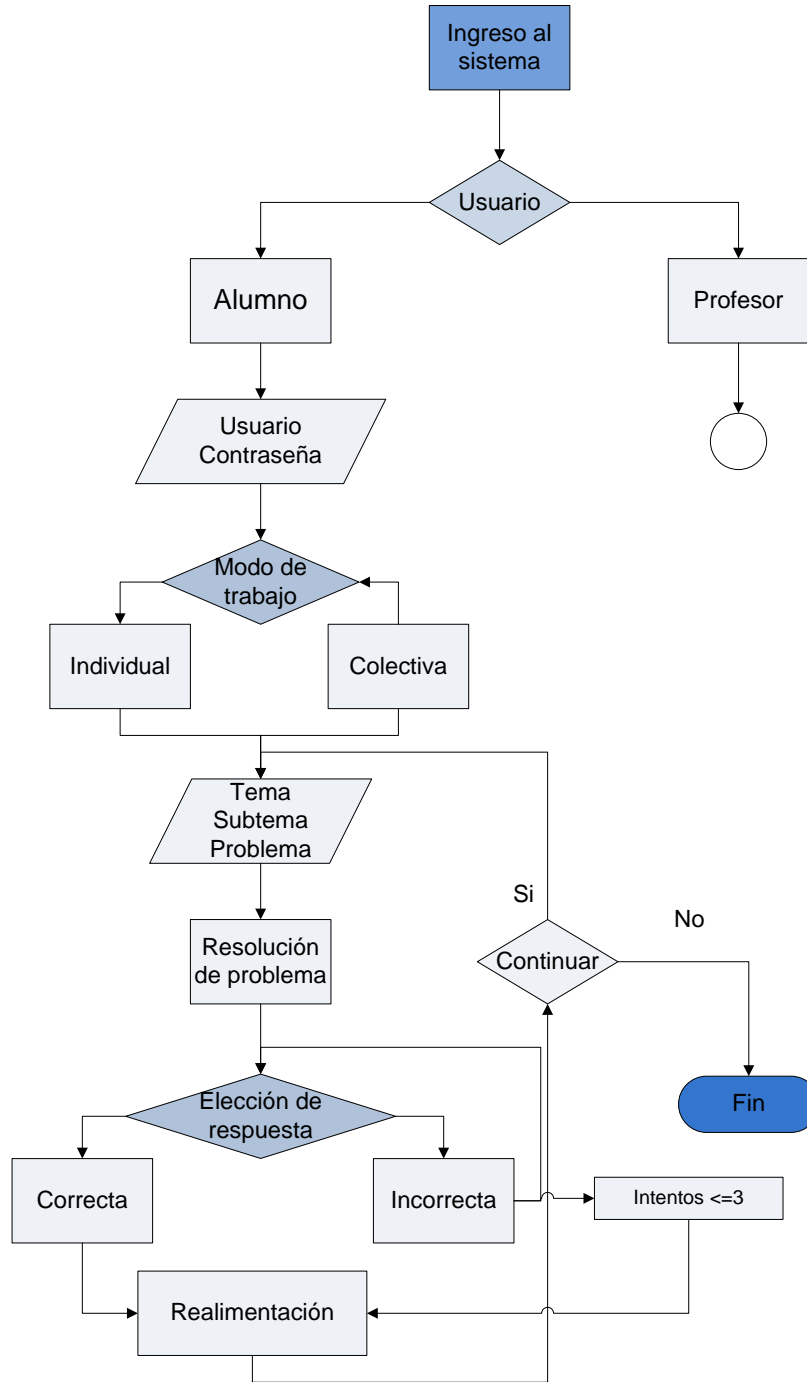 Ingreso al
sistema
Usuario
Alumno
Profesor
Usuario
Contraseña
Modo de
trabajo
Individual
Colectiva
Tema
Subtema
Problema
Si
No
Resolución
de problema
Continuar
Elección de
respuesta
Fin
Correcta
Incorrecta
Intentos <=3
Realimentación